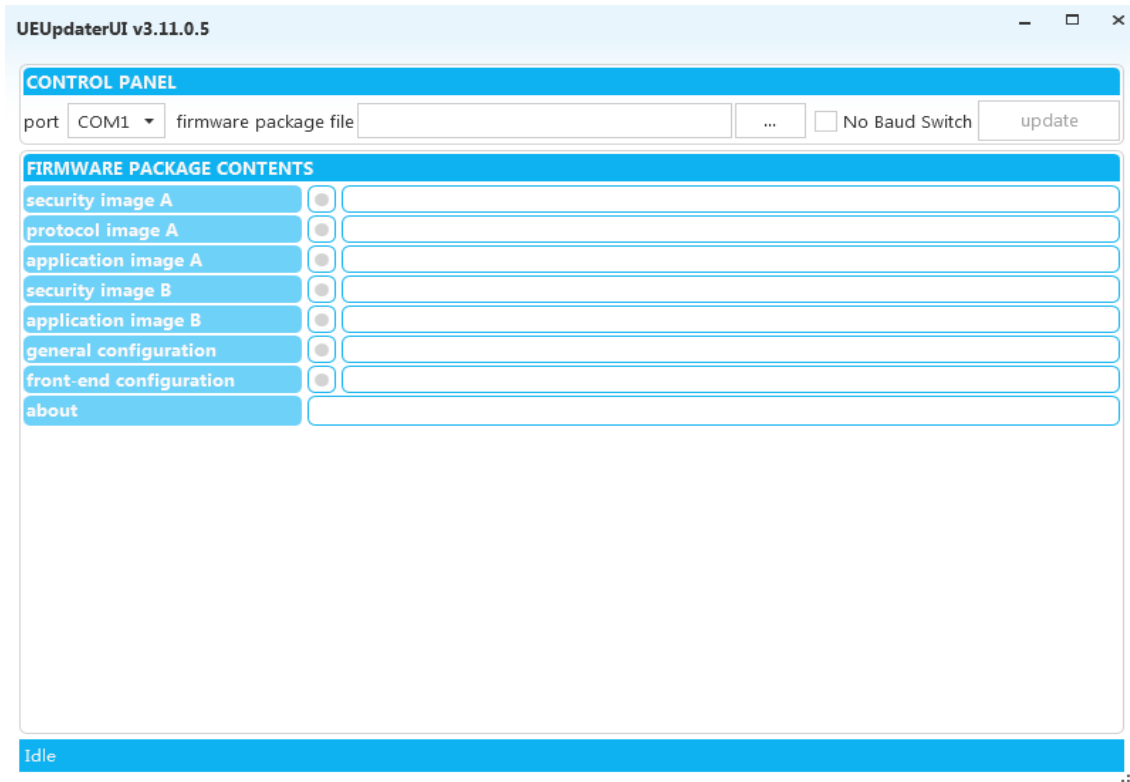 UEUpdaterUI v3.11.0.5
CONTROL PANEL
port COM1 firmware package file ... No Baud Switch update
FIRMWARE PACKAGE CONTENTS
security image A
protocol image A
application image A
security image B
application image B
general configuration
front-end configuration
about
Idle